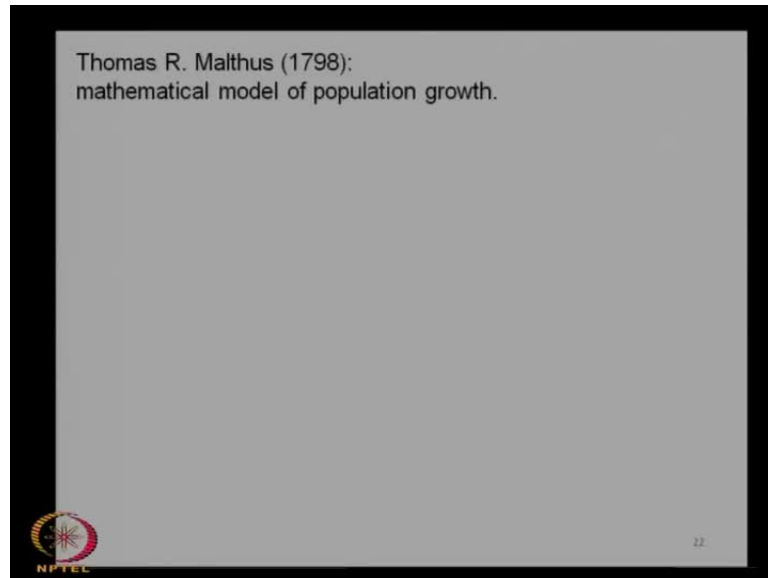 Thomas R. Malthus (1798):
mathematical model of population growth.
22
NPTEL